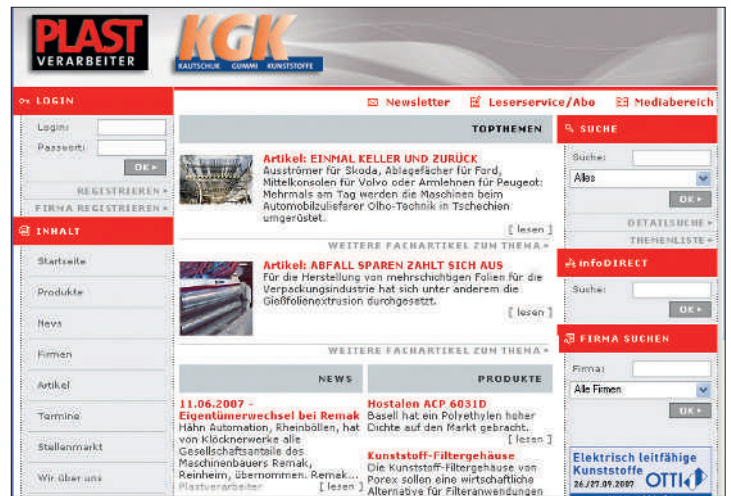 PLAST
VERARBEITER
KGK
KAUTSCHUK GUMMI KUNSTSTOFFE
LOGIN
Login:
Passwort:
OK
REGISTRIEREN
FIRMA REGISTRIEREN
INHALT
Startseite
Produkte
News
Firmen
Artikel
Termine
Stellenmarkt
Wir über uns
Newsletter Leserservice/Abo Mediabereich
TOPTHEMEN
Artikel: EINMAL KELLER UND ZURÜCK
Ausströmer für Skoda, Ablagefächer für Ford,
Mittelkonsolen für Volvo oder Armlehnen für Peugeot:
Mehrmals am Tag werden die Maschinen beim
Automobilzulieferer Olho-Technik in Tschechien
umgerüstet.
[ lesen ]
WEITERE FACHARTIKEL ZUM THEMA
Artikel: ABFALL SPAREN ZAHLT SICH AUS
Für die Herstellung von mehrschichtigen Folien für die
Verpackungsindustrie hat sich unter anderem die
Gießfolienextrusion durchgesetzt.
[ lesen ]
WEITERE FACHARTIKEL ZUM THEMA
NEWS
11.06.2007 -
Eigentümerwechsel bei Remak
Hähn Automation, Rheinböllen, hat
von Klöcknerwerke alle
Gesellschaftsanteile des
Maschinenbauers Remak,
Reinheim, übernommen. Remak...
Plastverarbeiter [ lesen ]
PRODUKTE
Hostalen ACP 6031D
Basell hat ein Polyethylen hoher
Dichte auf den Markt gebracht.
[ lesen ]
Kunststoff-Filtergehäuse
Die Kunststoff-Filtergehäuse von
Porex sollen eine wirtschaftliche
Alternative für Filteranwendungen
SUCHE
Suche:
Alles
OK
DETAILSUCHE
THEMENLISTE
infoDIRECT
Suche:
OK
FIRMA SUCHEN
Firma:
Alle Firmen
OK
Elektrisch leitfähige
Kunststoffe
26./27.09.2007 OTTI